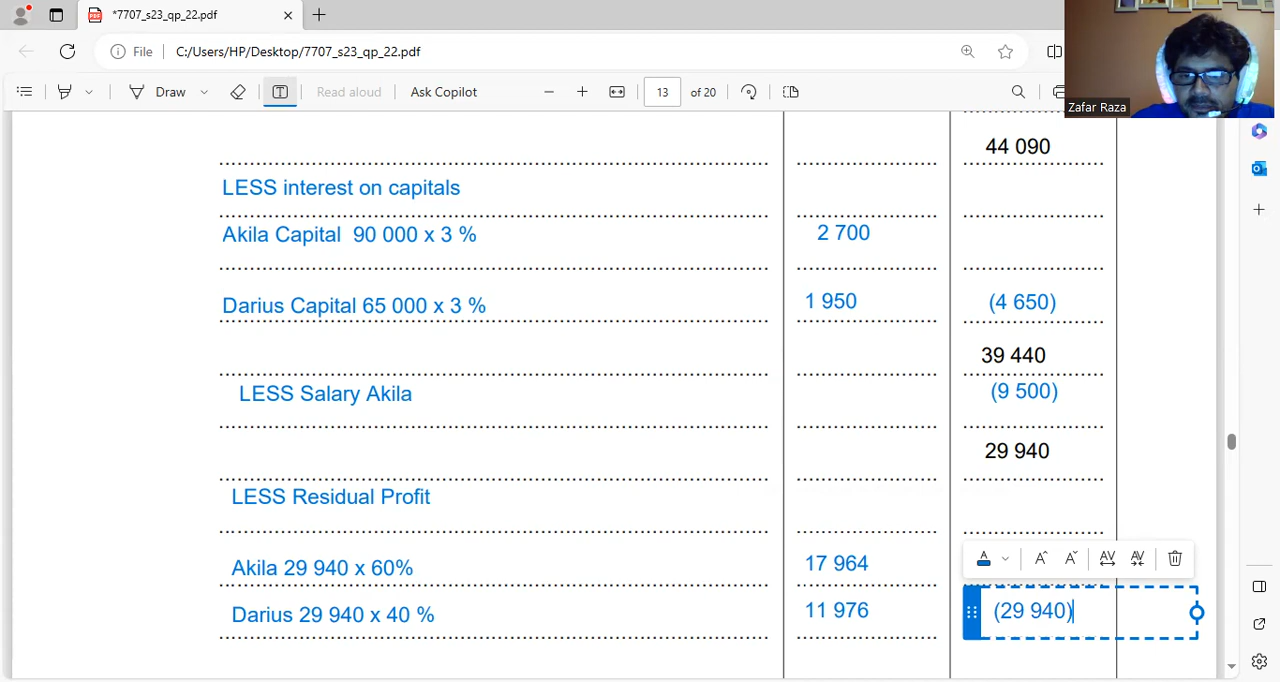 *7707_s23_qp_22.pdf
File C:/Users/HP/Desktop/7707_s23_qp_22.pdf
Draw Read aloud Ask Copilot 13 of 20
Zafar Raza
44 090
LESS interest on capitals
Akila Capital 90 000 x 3 % 2 700
Darius Capital 65 000 x 3 % 1 950 (4 650)
39 440
LESS Salary Akila (9 500)
29 940
LESS Residual Profit
Akila 29 940 x 60% 17 964
Darius 29 940 x 40 % 11 976 (29 940)